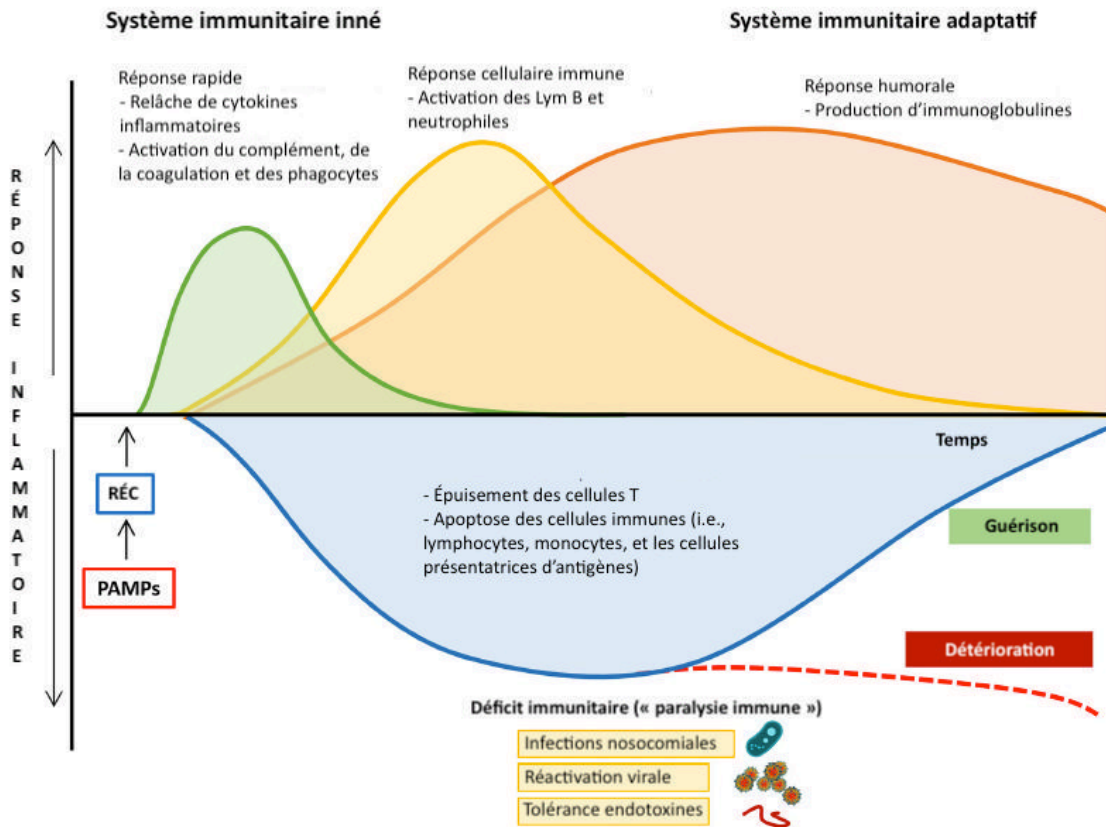 Système immunitaire inné
Système immunitaire adaptatif
Réponse rapide
- Relâche de cytokines
inflammatoires
- Activation du complément, de
la coagulation et des phagocytes
Réponse cellulaire immune
- Activation des Lym B et
neutrophiles
Réponse humorale
- Production d'immunoglobulines
RÉPONSE INFLAMMATOIRE
Temps
RÉC
PAMPs
- Épuisement des cellules T
- Apoptose des cellules immunes (i.e.,
lymphocytes, monocytes, et les cellules
présentatrices d'antigènes)
Guérison
Détérioration
Déficit immunitaire (« paralysie immune »)
Infections nosocomiales
Réactivation virale
Tolérance endotoxines